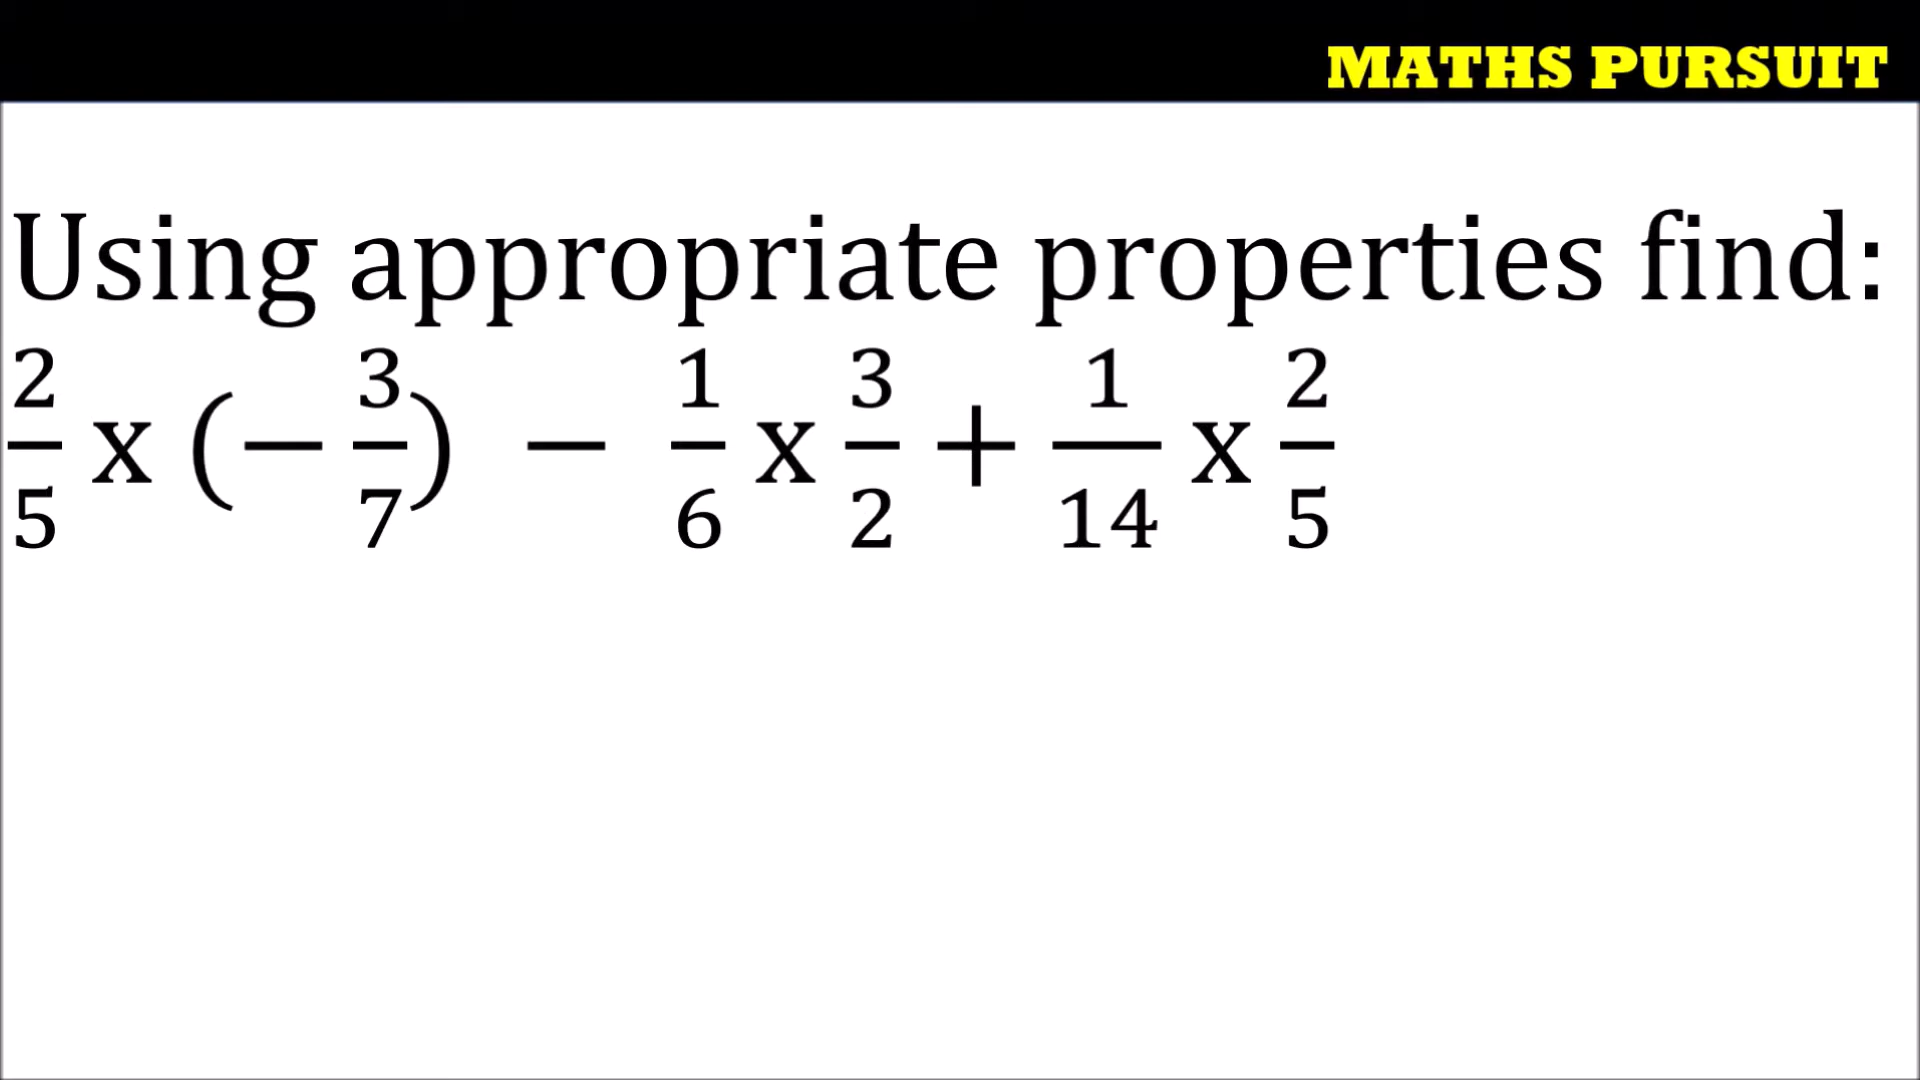 MATHS PURSUIT
Using appropriate properties find:
2/5 x (− 3/7) − 1/6 x 3/2 + 1/14 x 2/5